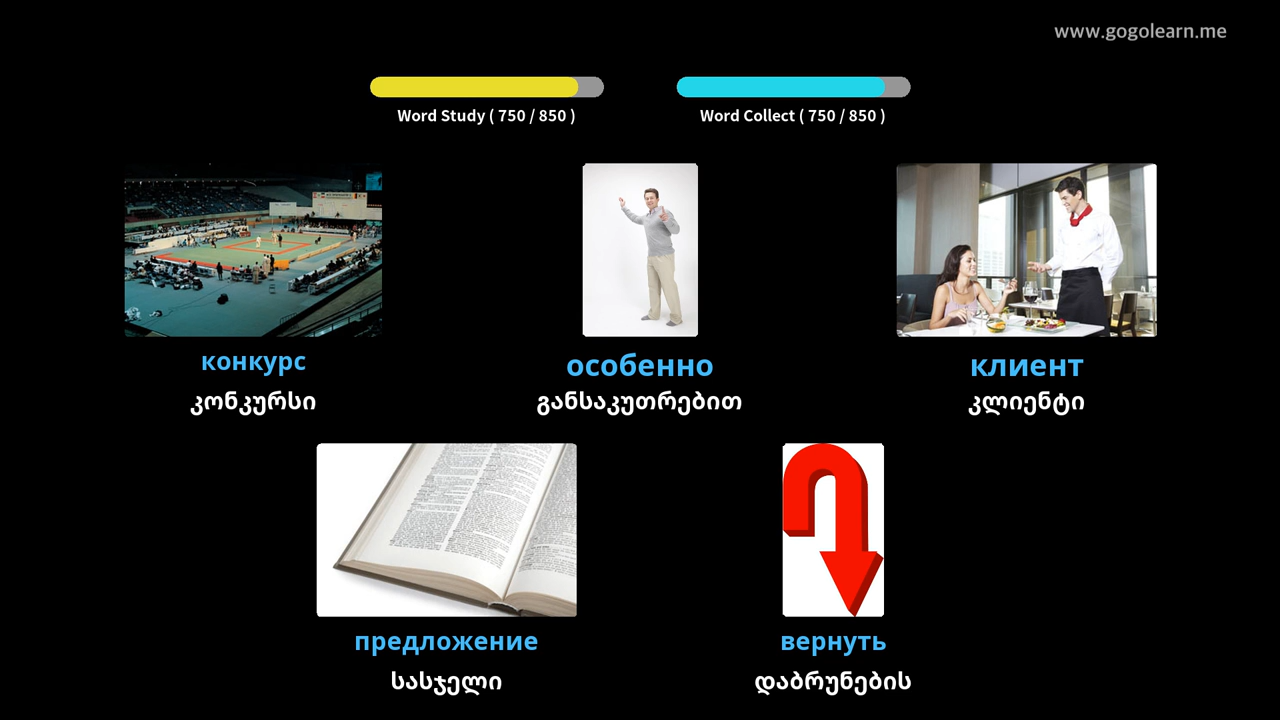 www.gogolearn.me
Word Study ( 750 / 850 )
Word Collect ( 750 / 850 )
конкурс
особенно
клиент
კონკურსი
განსაკუთრებით
კლიენტი
предложение
вернуть
სასჯელი
დაბრუნების